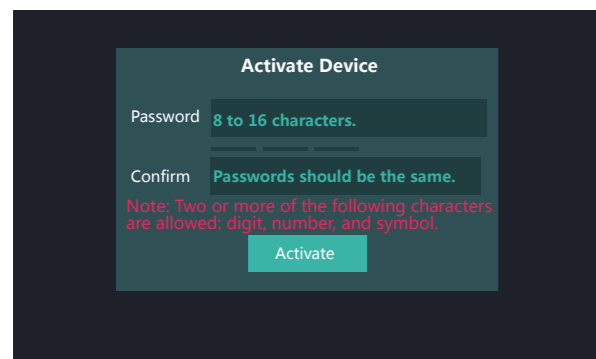 Activate Device
Password 8 to 16 characters.
Confirm Passwords should be the same.
Note: Two or more of the following characters
are allowed: digit, number, and symbol.
Activate